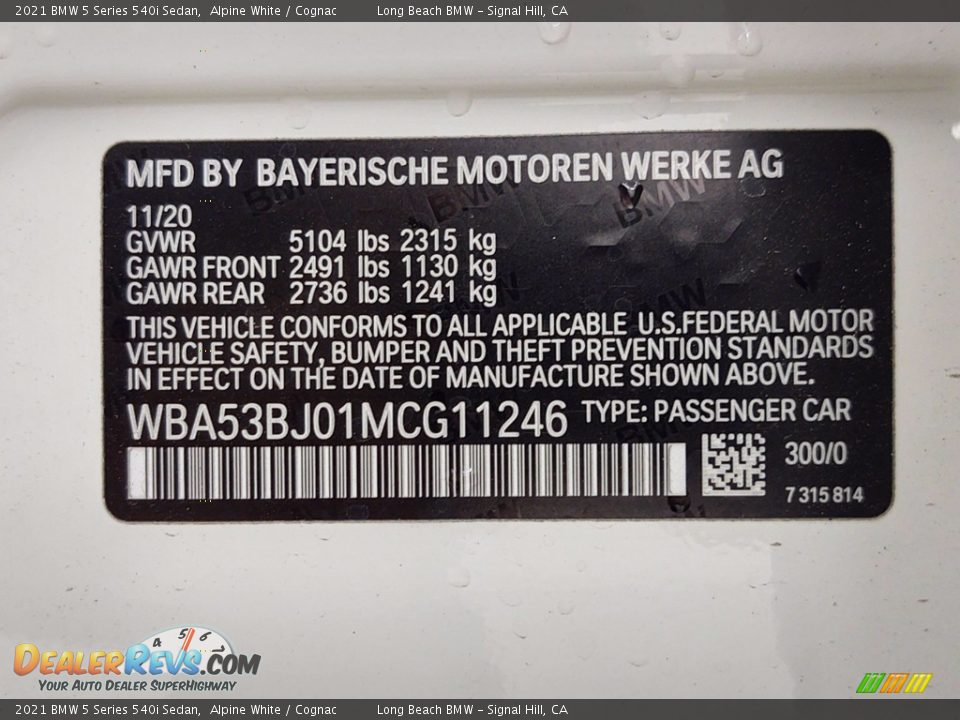 2021 BMW 5 Series 540i Sedan, Alpine White / Cognac Long Beach BMW - Signal Hill, CA
MFD BY BAYERISCHE MOTOREN WERKE AG
11/20
GVWR 5104 lbs 2315 kg
GAWR FRONT 2491 lbs 1130 kg
GAWR REAR 2736 lbs 1241 kg
THIS VEHICLE CONFORMS TO ALL APPLICABLE U.S.FEDERAL MOTOR
VEHICLE SAFETY, BUMPER AND THEFT PREVENTION STANDARDS
IN EFFECT ON THE DATE OF MANUFACTURE SHOWN ABOVE.
WBA53BJ01MCG11246 TYPE: PASSENGER CAR
300/0
7 315 814
4 5 6 7
DEALERREVS.COM
YOUR AUTO DEALER SUPERHIGHWAY
2021 BMW 5 Series 540i Sedan, Alpine White / Cognac Long Beach BMW - Signal Hill, CA